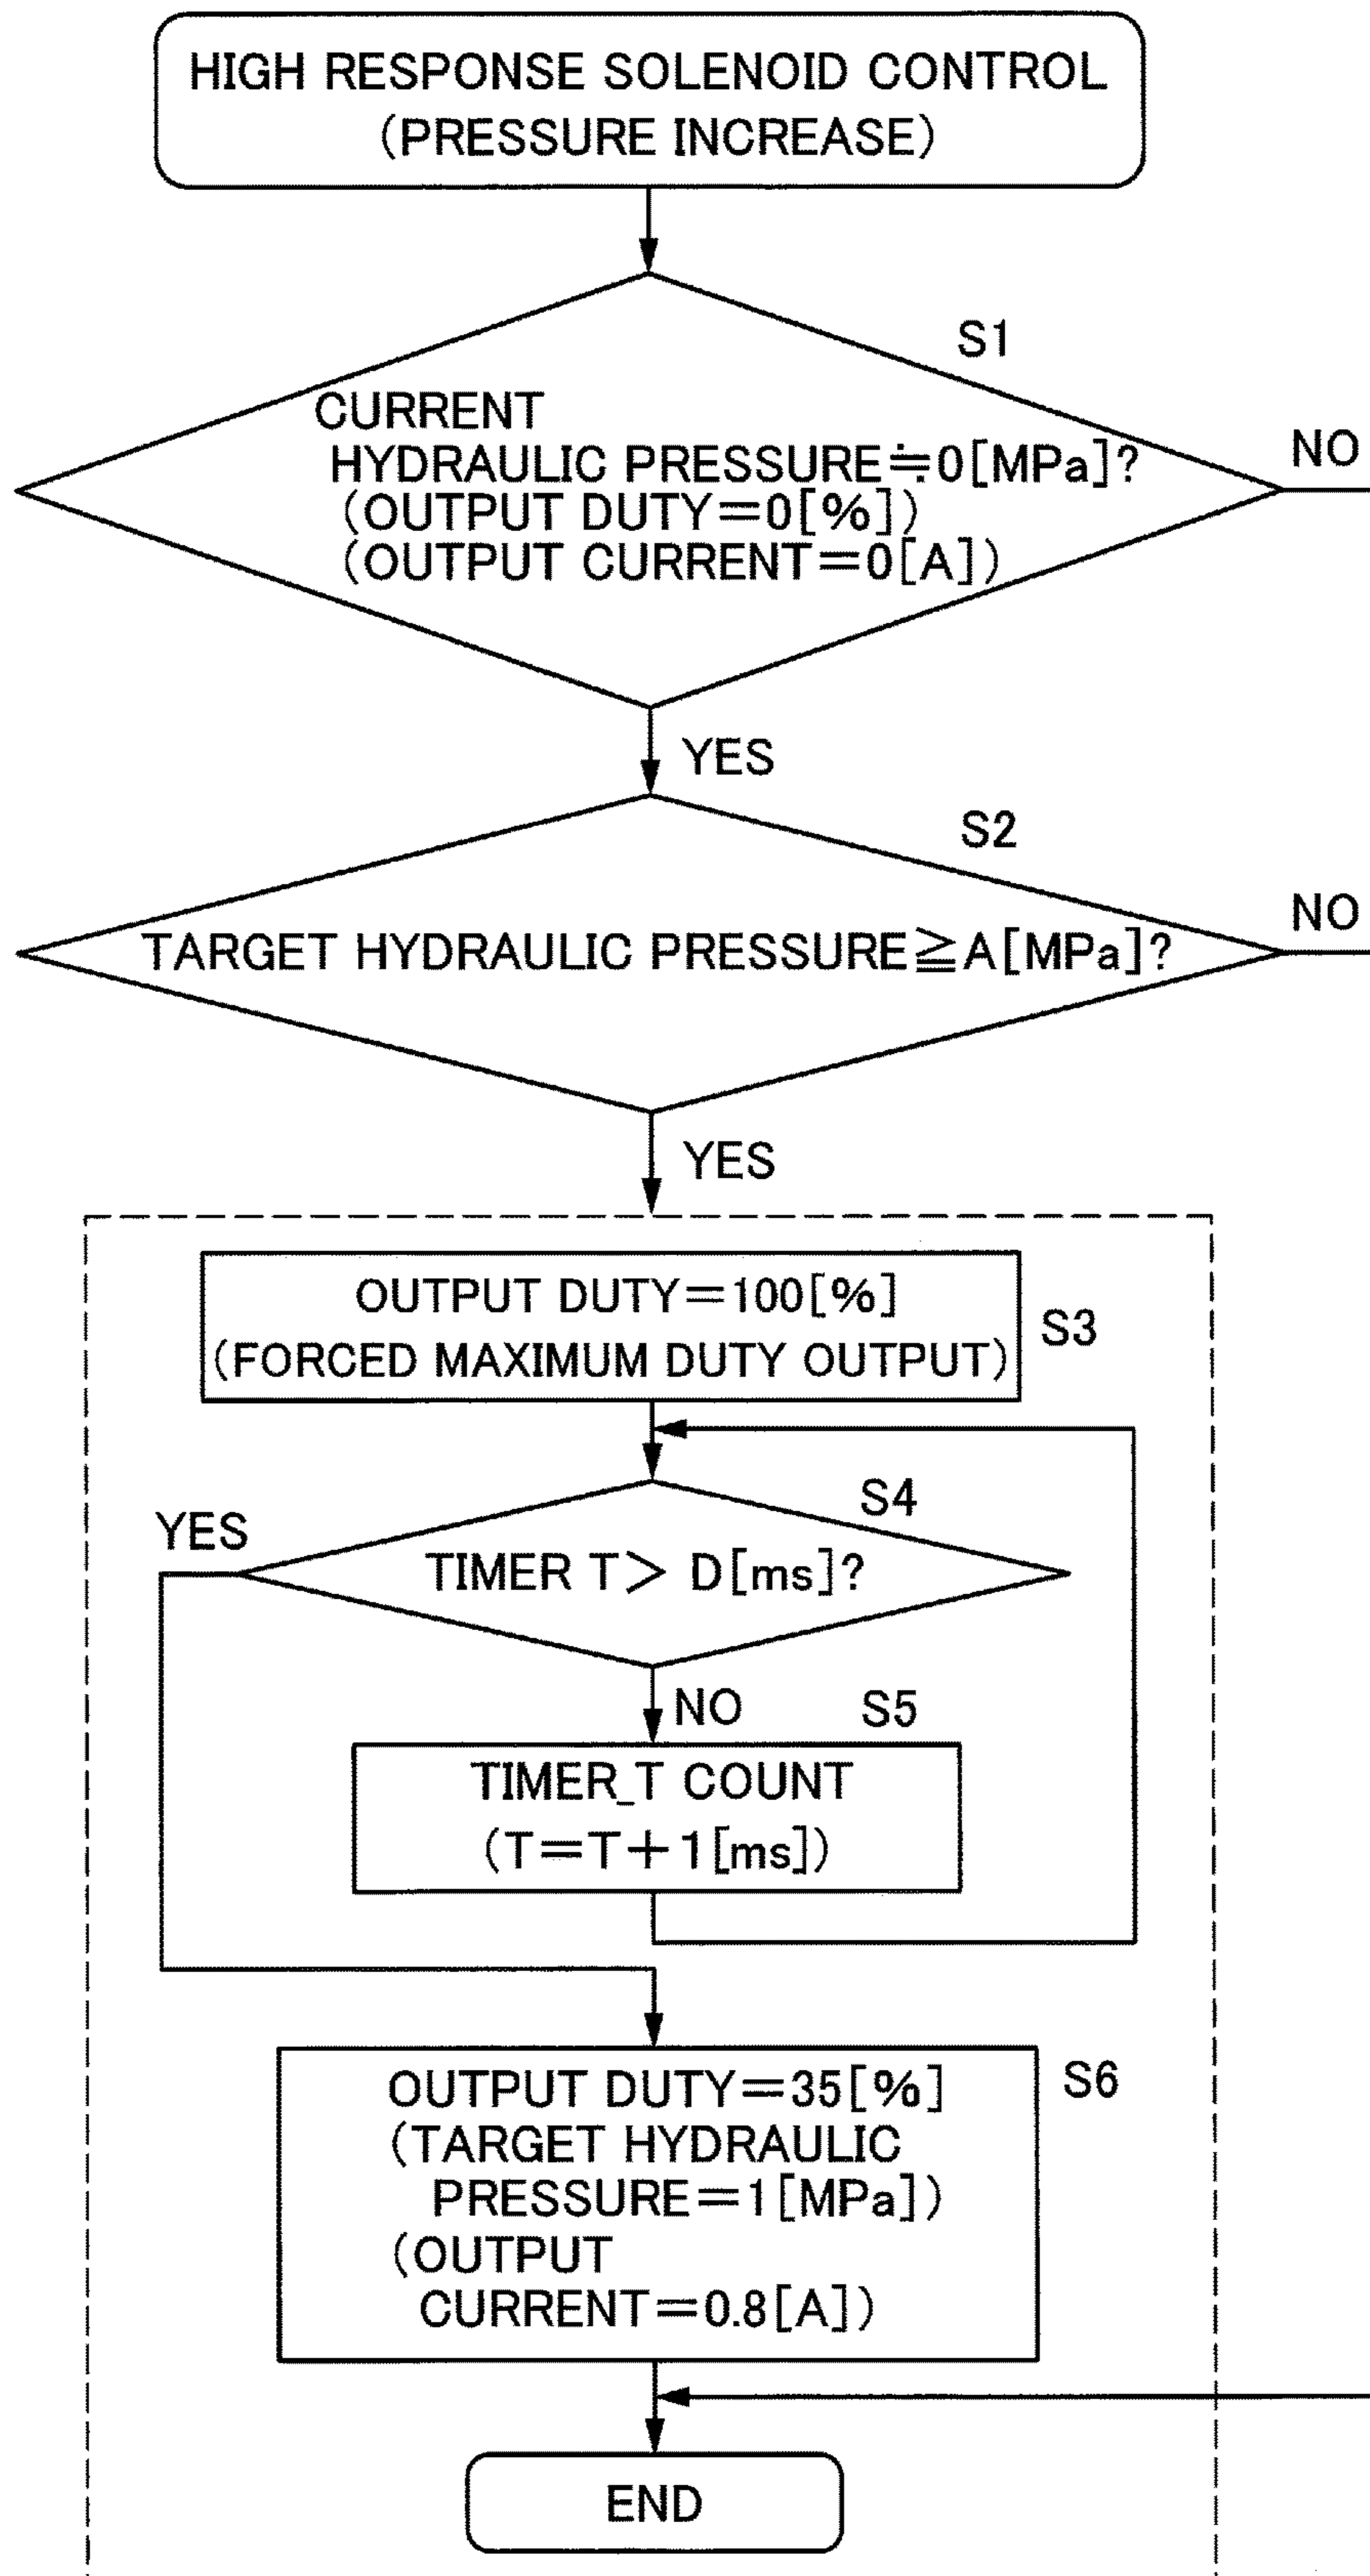 HIGH RESPONSE SOLENOID CONTROL
(PRESSURE INCREASE)
S1
CURRENT
HYDRAULIC PRESSURE≒0[MPa]?
(OUTPUT DUTY=0[%])
(OUTPUT CURRENT=0[A])
NO
YES
S2
TARGET HYDRAULIC PRESSURE≧A[MPa]?
NO
YES
OUTPUT DUTY=100[%]
(FORCED MAXIMUM DUTY OUTPUT)
S3
S4
YES
TIMER T> D[ms]?
NO
S5
TIMER_T COUNT
(T=T+1[ms])
OUTPUT DUTY=35[%]
(TARGET HYDRAULIC
PRESSURE=1[MPa])
(OUTPUT
CURRENT=0.8[A])
S6
END